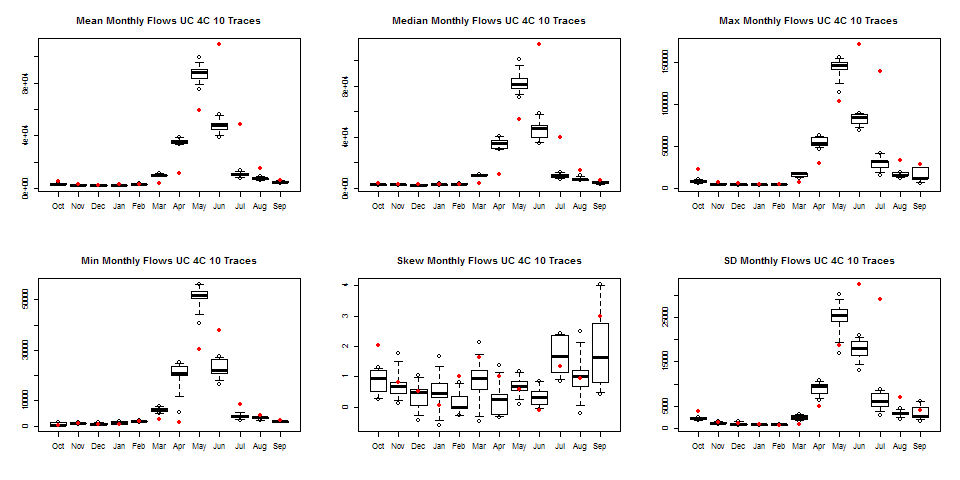 Mean Monthly Flows UC 4C 10 Traces
0e+00 4e+04 8e+04
Oct Nov Dec Jan Feb Mar Apr May Jun Jul Aug Sep
Median Monthly Flows UC 4C 10 Traces
0e+00 4e+04 8e+04
Oct Nov Dec Jan Feb Mar Apr May Jun Jul Aug Sep
Max Monthly Flows UC 4C 10 Traces
0 50000 100000 150000
Oct Nov Dec Jan Feb Mar Apr May Jun Jul Aug Sep
Min Monthly Flows UC 4C 10 Traces
0 10000 30000 50000
Oct Nov Dec Jan Feb Mar Apr May Jun Jul Aug Sep
Skew Monthly Flows UC 4C 10 Traces
0 1 2 3 4
Oct Nov Dec Jan Feb Mar Apr May Jun Jul Aug Sep
SD Monthly Flows UC 4C 10 Traces
0 5000 15000 25000
Oct Nov Dec Jan Feb Mar Apr May Jun Jul Aug Sep